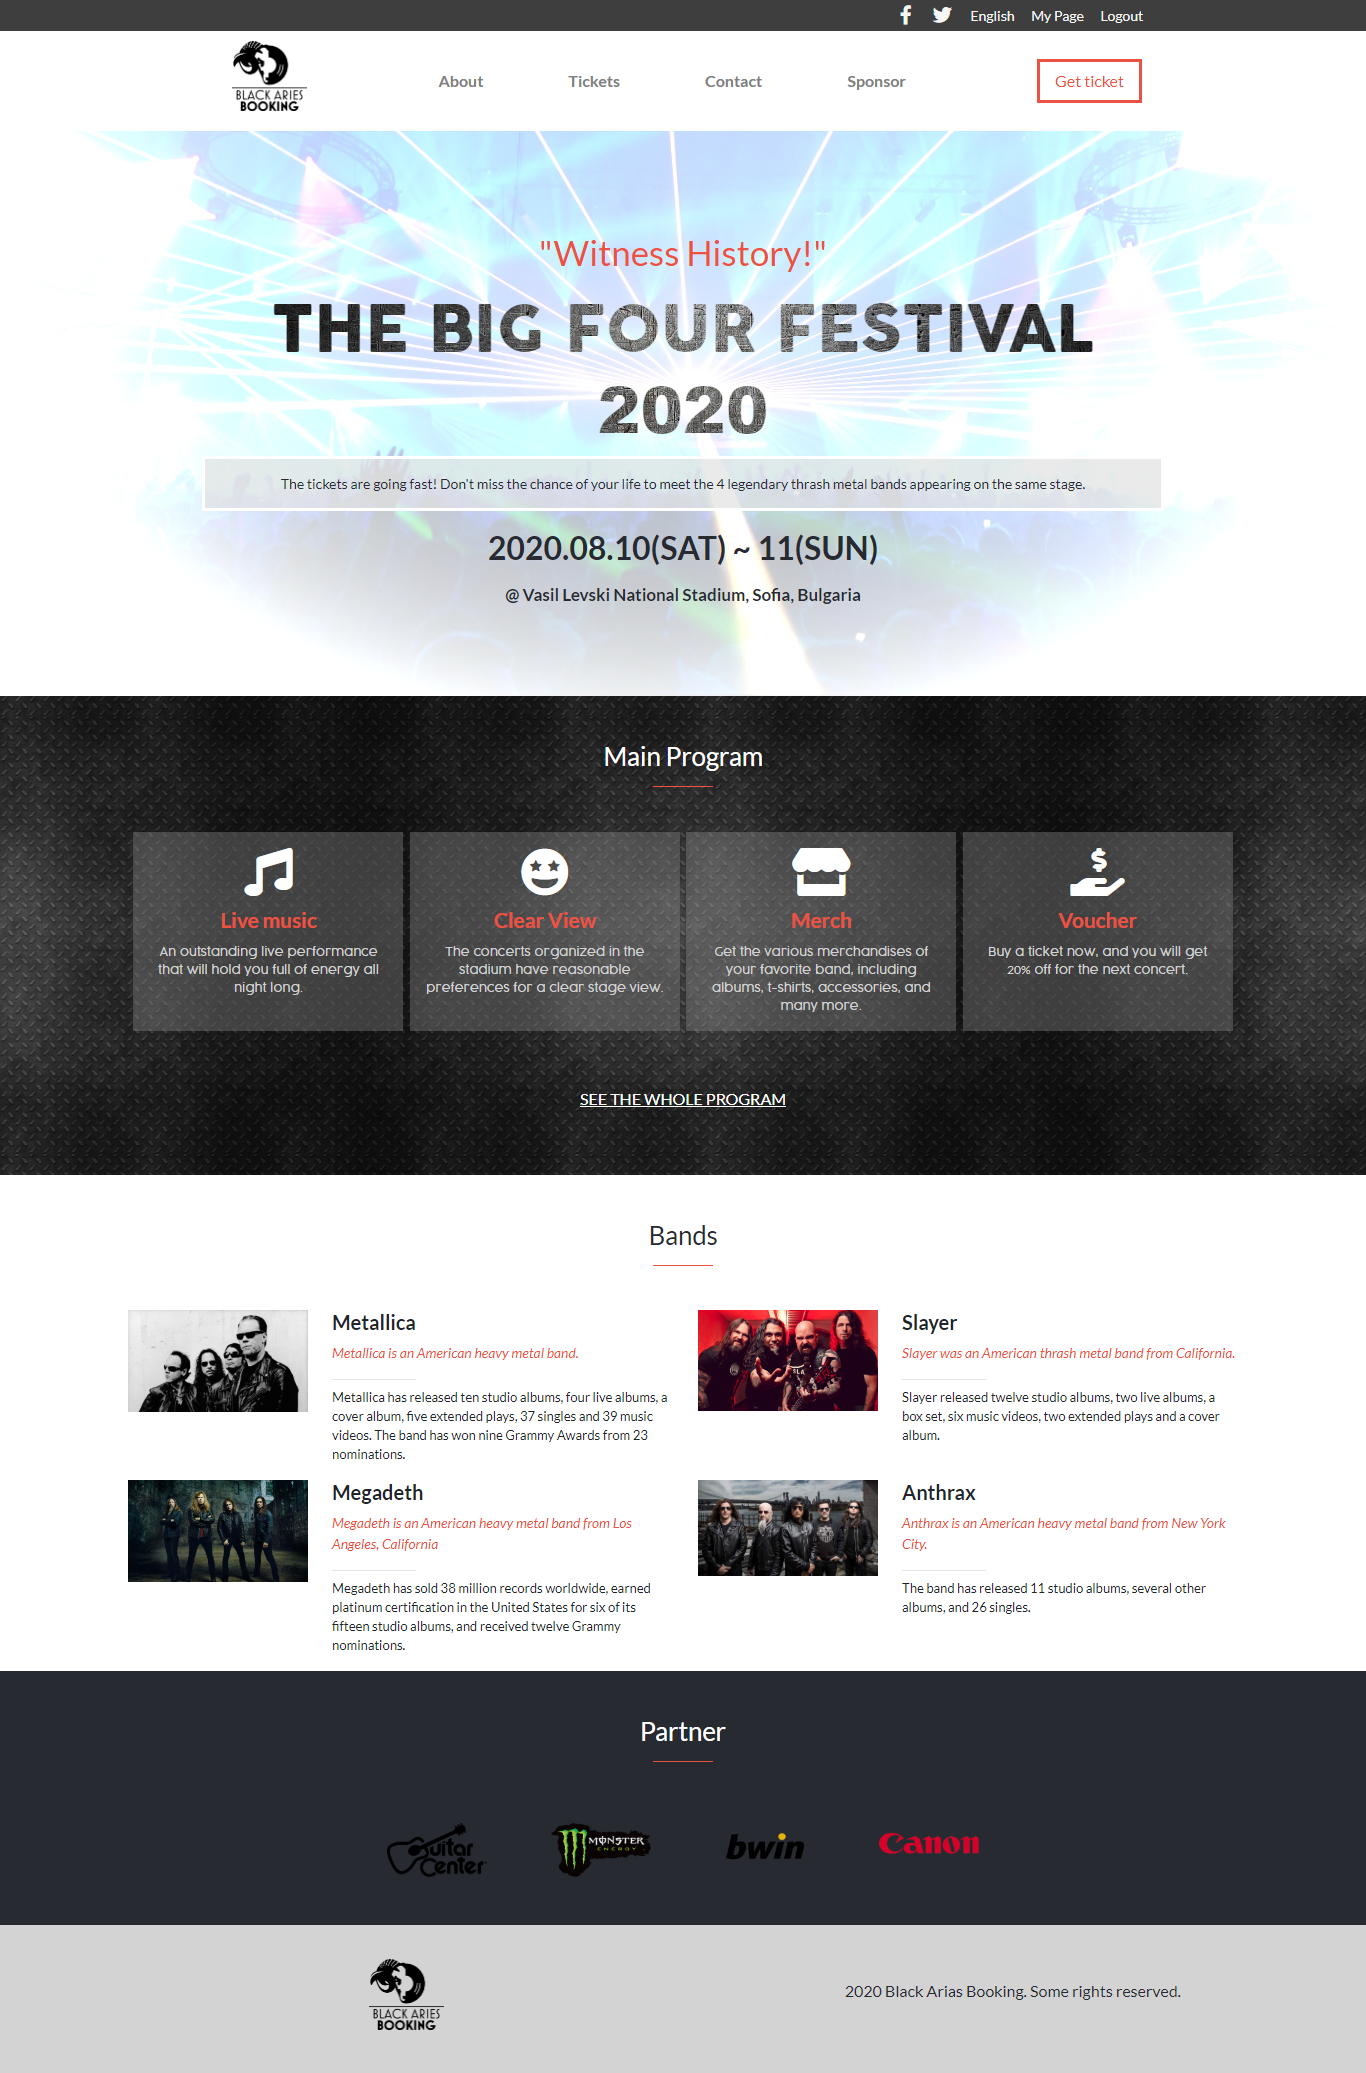 English My Page Logout
BLACK ARIES
BOOKING
About Tickets Contact Sponsor Get ticket
"Witness History!"
THE BIG FOUR FESTIVAL
2020
The tickets are going fast! Don't miss the chance of your life to meet the 4 legendary thrash metal bands appearing on the same stage.
2020.08.10(SAT) ~ 11(SUN)
@ Vasil Levski National Stadium, Sofia, Bulgaria
Main Program
Live music
An outstanding live performance
that will hold you full of energy all
night long.
Clear View
The concerts organized in the
stadium have reasonable
preferences for a clear stage view.
Merch
Get the various merchandises of
your favorite band, including
albums, t-shirts, accessories, and
many more.
Voucher
Buy a ticket now, and you will get
20% off for the next concert.
SEE THE WHOLE PROGRAM
Bands
Metallica
Metallica is an American heavy metal band.
Metallica has released ten studio albums, four live albums, a
cover album, five extended plays, 37 singles and 39 music
videos. The band has won nine Grammy Awards from 23
nominations.
Slayer
Slayer was an American thrash metal band from California.
Slayer released twelve studio albums, two live albums, a
box set, six music videos, two extended plays and a cover
album.
Megadeth
Megadeth is an American heavy metal band from Los
Angeles, California
Megadeth has sold 38 million records worldwide, earned
platinum certification in the United States for six of its
fifteen studio albums, and received twelve Grammy
nominations.
Anthrax
Anthrax is an American heavy metal band from New York
City.
The band has released 11 studio albums, several other
albums, and 26 singles.
Partner
Guitar
Center
MONSTER
ENERGY
bwin
Canon
BLACK ARIES
BOOKING
2020 Black Arias Booking. Some rights reserved.